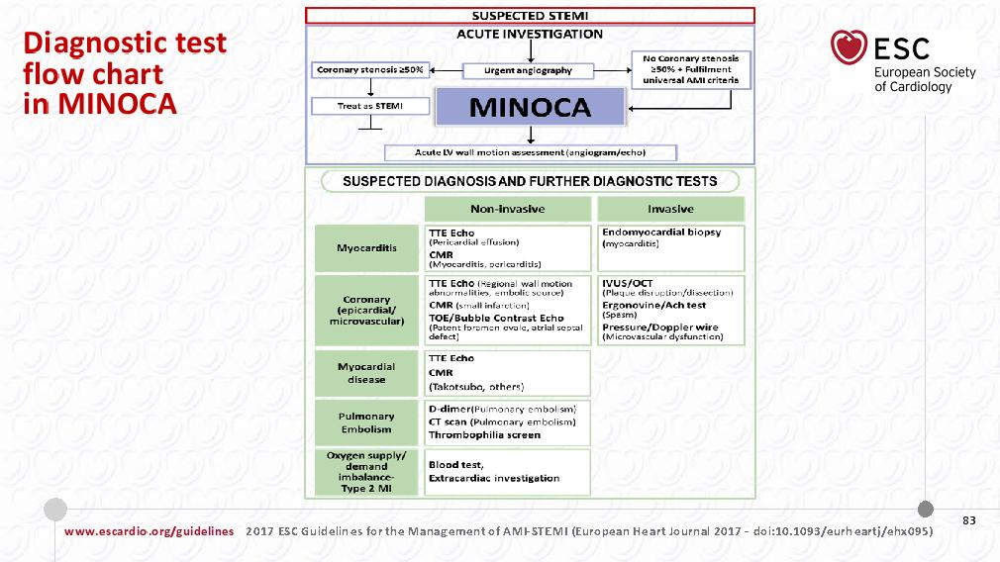 Diagnostic test
flow chart
in MINOCA
SUSPECTED STEMI
ACUTE INVESTIGATION
Coronary stenosis ≥50%
Urgent angiography
No Coronary stenosis
≥50% + Fulfilment
universal AMI criteria
Treat as STEMI
MINOCA
Acute LV wall motion assessment (angiogram/echo)
ESC
European Society
of Cardiology
SUSPECTED DIAGNOSIS AND FURTHER DIAGNOSTIC TESTS
Non-invasive
Invasive
Myocarditis
TTE Echo
(Pericardial effusion)
CMR
(Myocarditis, pericarditis)
Endomyocardial biopsy
(myocarditis)
Coronary
(epicardial/
microvascular)
TTE Echo (Regional wall motion
abnormalities, embolic source)
CMR (small infarction)
TOE/Bubble Contrast Echo
(Patent foramen ovale, atrial septal
defect)
IVUS/OCT
(Plaque disruption/dissection)
Ergonovine/Ach test
(Spasm)
Pressure/Doppler wire
(Microvascular dysfunction)
Myocardial
disease
TTE Echo
CMR
(Takotsubo, others)
Pulmonary
Embolism
D-dimer(Pulmonary embolism)
CT scan (Pulmonary embolism)
Thrombophilia screen
Oxygen supply/
demand
imbalance-
Type 2 MI
Blood test,
Extracardiac investigation
83
www.escardio.org/guidelines 2017 ESC Guidelines for the Management of AMI-STEMI (European Heart Journal 2017 - doi:10.1093/eurheartj/ehx095)